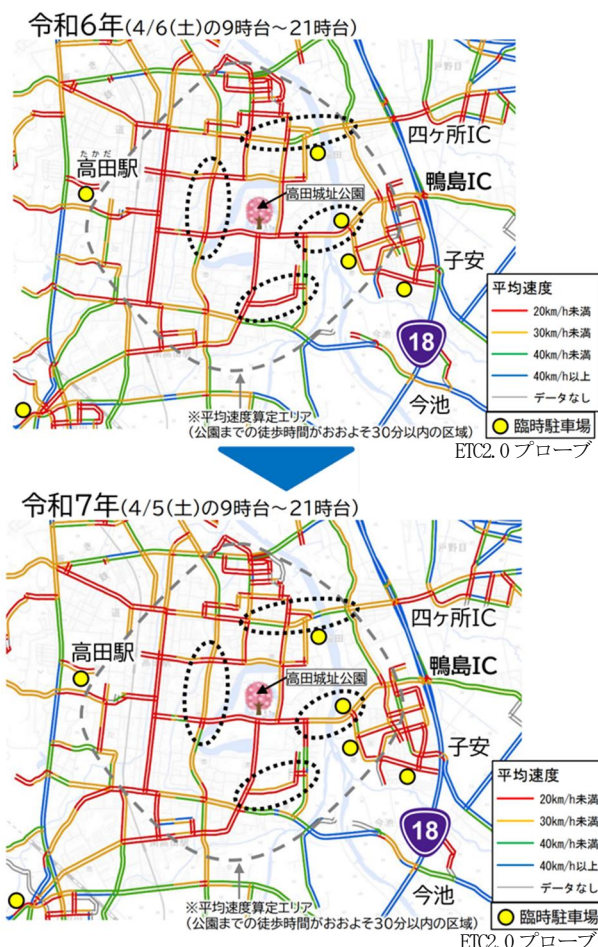 令和6年(4/6(土)の9時台～21時台)
四ヶ所IC
たかだ
高田駅
鴨島IC
高田城址公園
子安
平均速度
20km/h未満
30km/h未満
40km/h未満
40km/h以上
データなし
18
今池
※平均速度算定エリア
(公園までの徒歩時間がおおよそ30分以内の区域)
臨時駐車場
ETC2.0プローブ
令和7年(4/5(土)の9時台～21時台)
四ヶ所IC
高田駅
鴨島IC
高田城址公園
子安
平均速度
20km/h未満
30km/h未満
40km/h未満
40km/h以上
データなし
18
今池
※平均速度算定エリア
(公園までの徒歩時間がおおよそ30分以内の区域)
臨時駐車場
ETC2.0プローブ